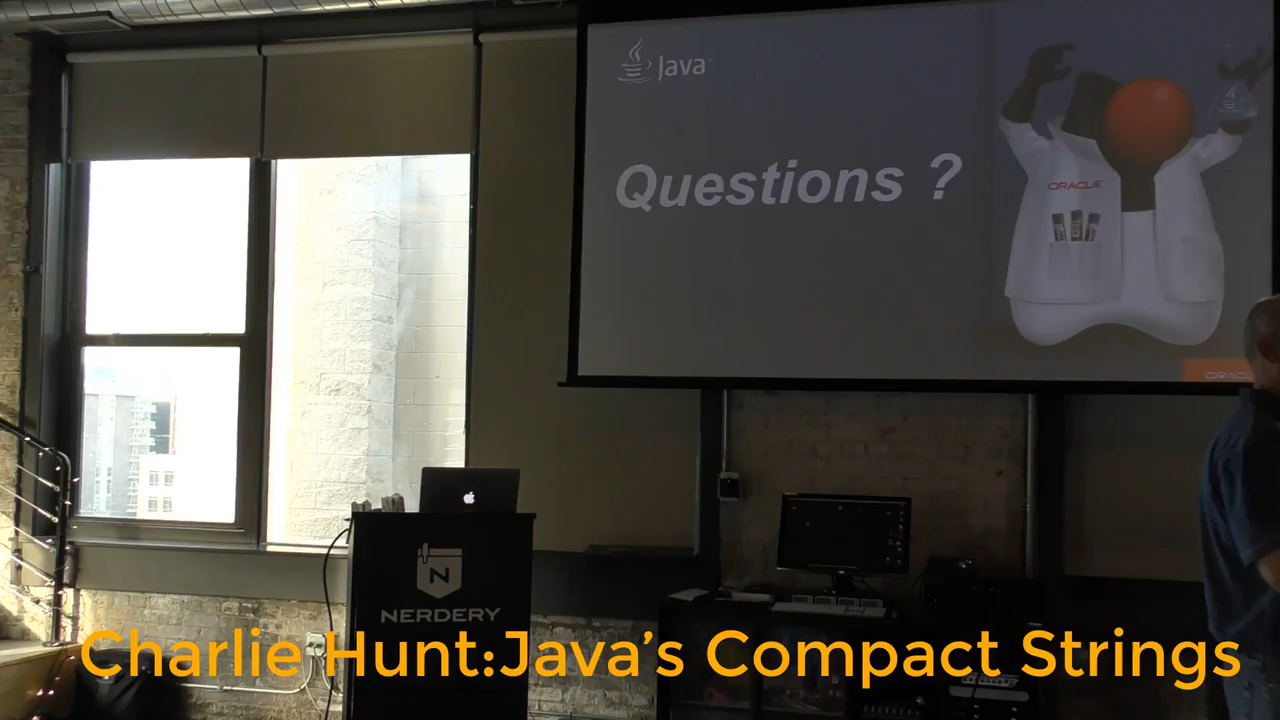 Java
Questions ?
ORACLE
N
NERDERY
Charlie Hunt:Java’s Compact Strings